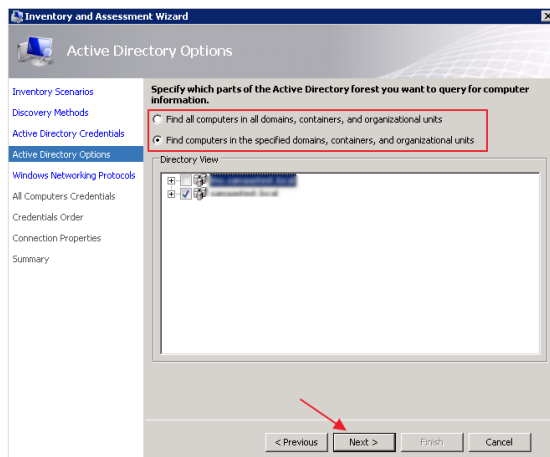 Inventory and Assessment Wizard
Active Directory Options
Inventory Scenarios
Discovery Methods
Active Directory Credentials
Active Directory Options
Windows Networking Protocols
All Computers Credentials
Credentials Order
Connection Properties
Summary
Specify which parts of the Active Directory forest you want to query for computer
information.
Find all computers in all domains, containers, and organizational units
Find computers in the specified domains, containers, and organizational units
Directory View
< Previous
Next >
Finish
Cancel